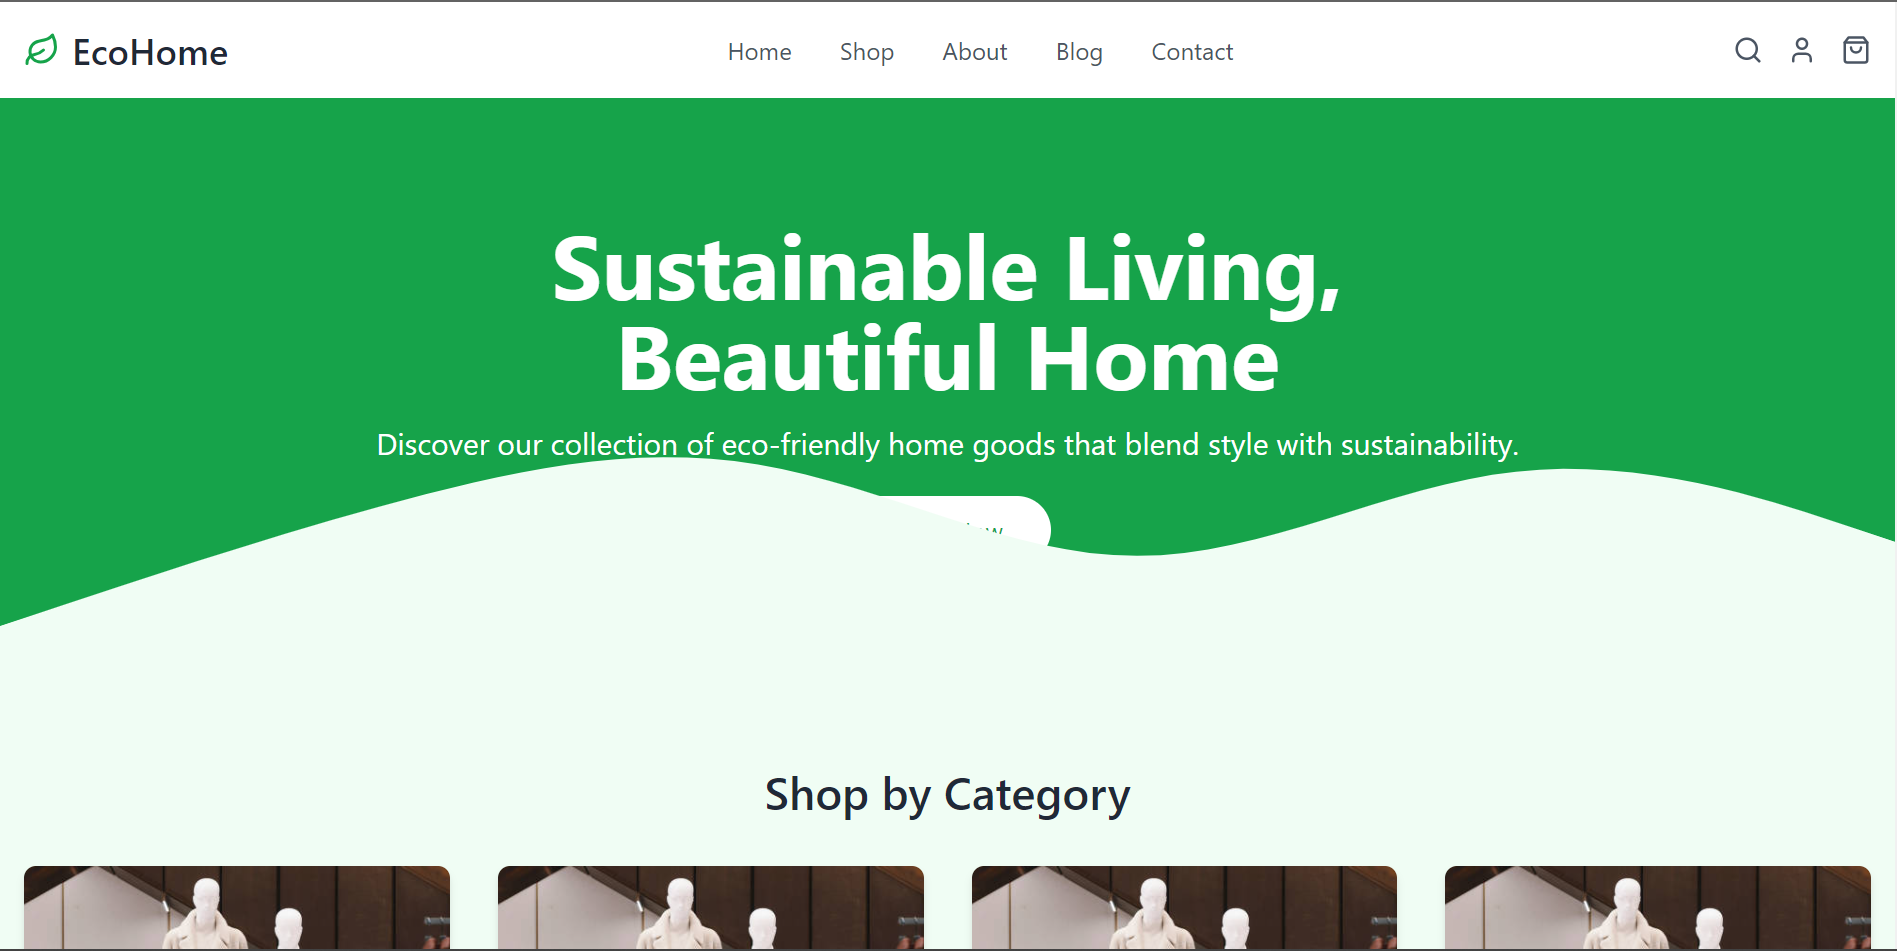 EcoHome
Home
Shop
About
Blog
Contact
Sustainable Living,
Beautiful Home
Discover our collection of eco-friendly home goods that blend style with sustainability.
Shop by Category